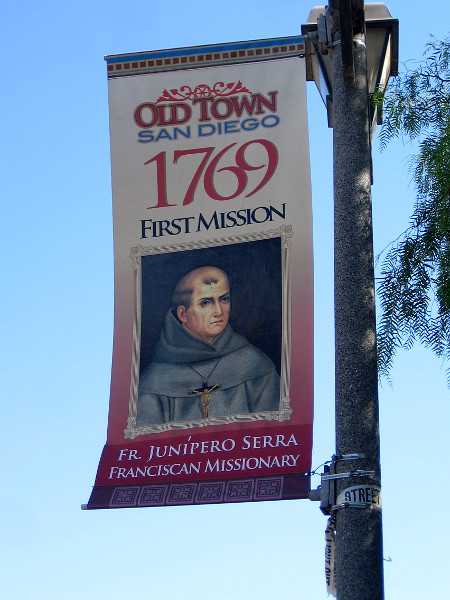 OLD TOWN
SAN DIEGO
1769
FIRST MISSION
FR. JUNÍPERO SERRA
FRANCISCAN MISSIONARY
STREET